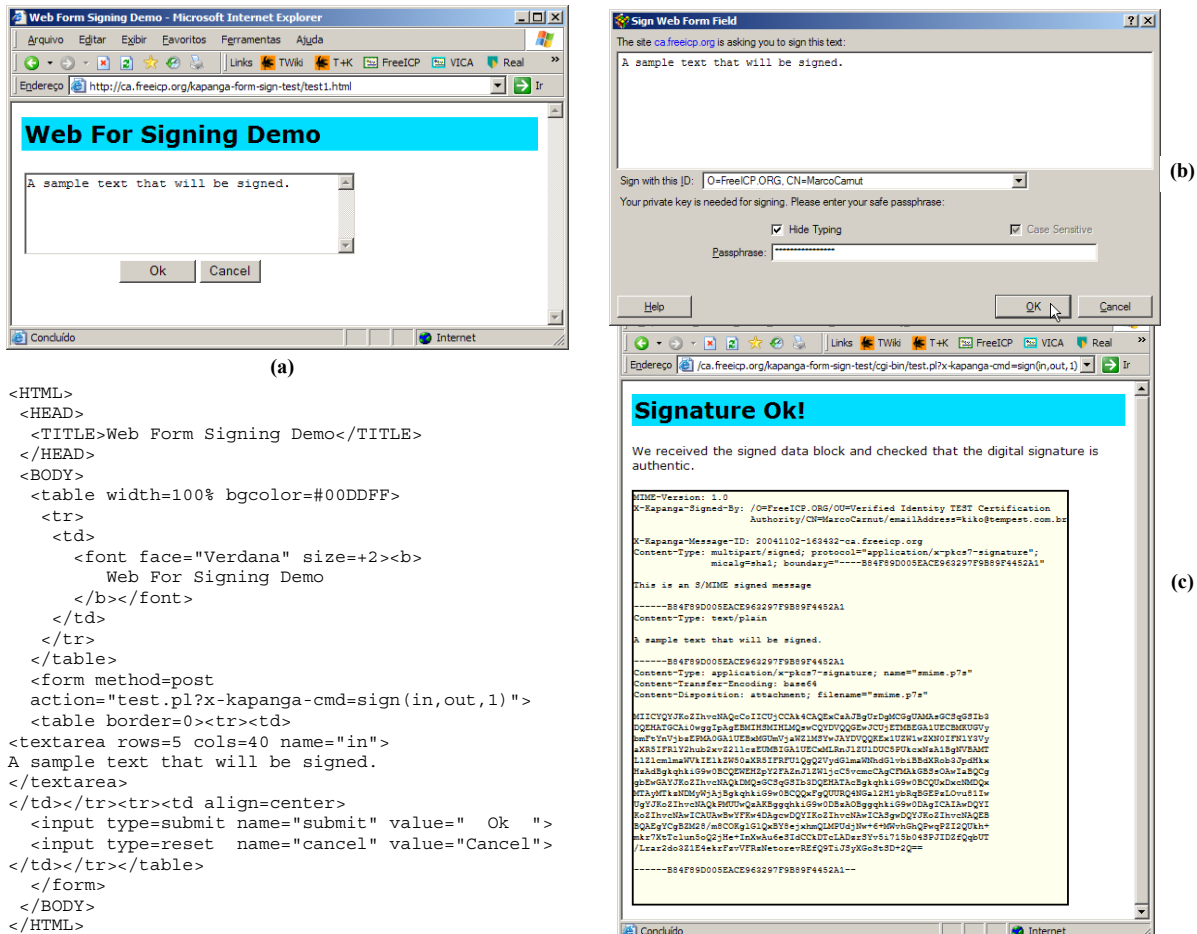 Web Form Signing Demo - Microsoft Internet Explorer
Arquivo Editar Exibir Favoritos Ferramentas Ajuda
Links TWiki T+K FreeICP VICA Real »
Endereço http://ca.freeicp.org/kapanga-form-sign-test/test1.html Ir
Web For Signing Demo
A sample text that will be signed.
Ok Cancel
Concluído Internet
(a)
<HTML>
<HEAD>
<TITLE>Web Form Signing Demo</TITLE>
</HEAD>
<BODY>
<table width=100% bgcolor=#00DDFF>
<tr>
<td>
<font face="Verdana" size=+2><b>
Web For Signing Demo
</b></font>
</td>
</tr>
</table>
<form method=post
action="test.pl?x-kapanga-cmd=sign(in,out,1)">
<table border=0><tr><td>
<textarea rows=5 cols=40 name="in">
A sample text that will be signed.
</textarea>
</td></tr><tr><td align=center>
<input type=submit name="submit" value="  Ok  ">
<input type=reset  name="cancel" value="Cancel">
</td></tr></table>
</form>
</BODY>
</HTML>
Sign Web Form Field
The site ca.freeicp.org is asking you to sign this text:
A sample text that will be signed.
Sign with this ID: O=FreeICP.ORG, CN=MarcoCarnut
Your private key is needed for signing. Please enter your safe passphrase:
Hide Typing Case Sensitive
Passphrase: ****************
Help OK Cancel
(b)
Links TWiki T+K FreeICP VICA Real »
Endereço /ca.freeicp.org/kapanga-form-sign-test/cgi-bin/test.pl?x-kapanga-cmd=sign(in,out,1) Ir
Signature Ok!
We received the signed data block and checked that the digital signature is
authentic.
MIME-Version: 1.0
X-Kapanga-Signed-By: /O=FreeICP.ORG/OU=Verified Identity TEST Certification
Authority/CN=MarcoCarnut/emailAddress=kiko@tempest.com.br
X-Kapanga-Message-ID: 20041102-163432-ca.freeicp.org
Content-Type: multipart/signed; protocol="application/x-pkcs7-signature";
micalg=sha1; boundary="----B84F89D005EACE963297F9B89F4452A1"
This is an S/MIME signed message
------B84F89D005EACE963297F9B89F4452A1
Content-Type: text/plain
A sample text that will be signed.
------B84F89D005EACE963297F9B89F4452A1
Content-Type: application/x-pkcs7-signature; name="smime.p7s"
Content-Transfer-Encoding: base64
Content-Disposition: attachment; filename="smime.p7s"
------B84F89D005EACE963297F9B89F4452A1--
(c)
Concluído Internet